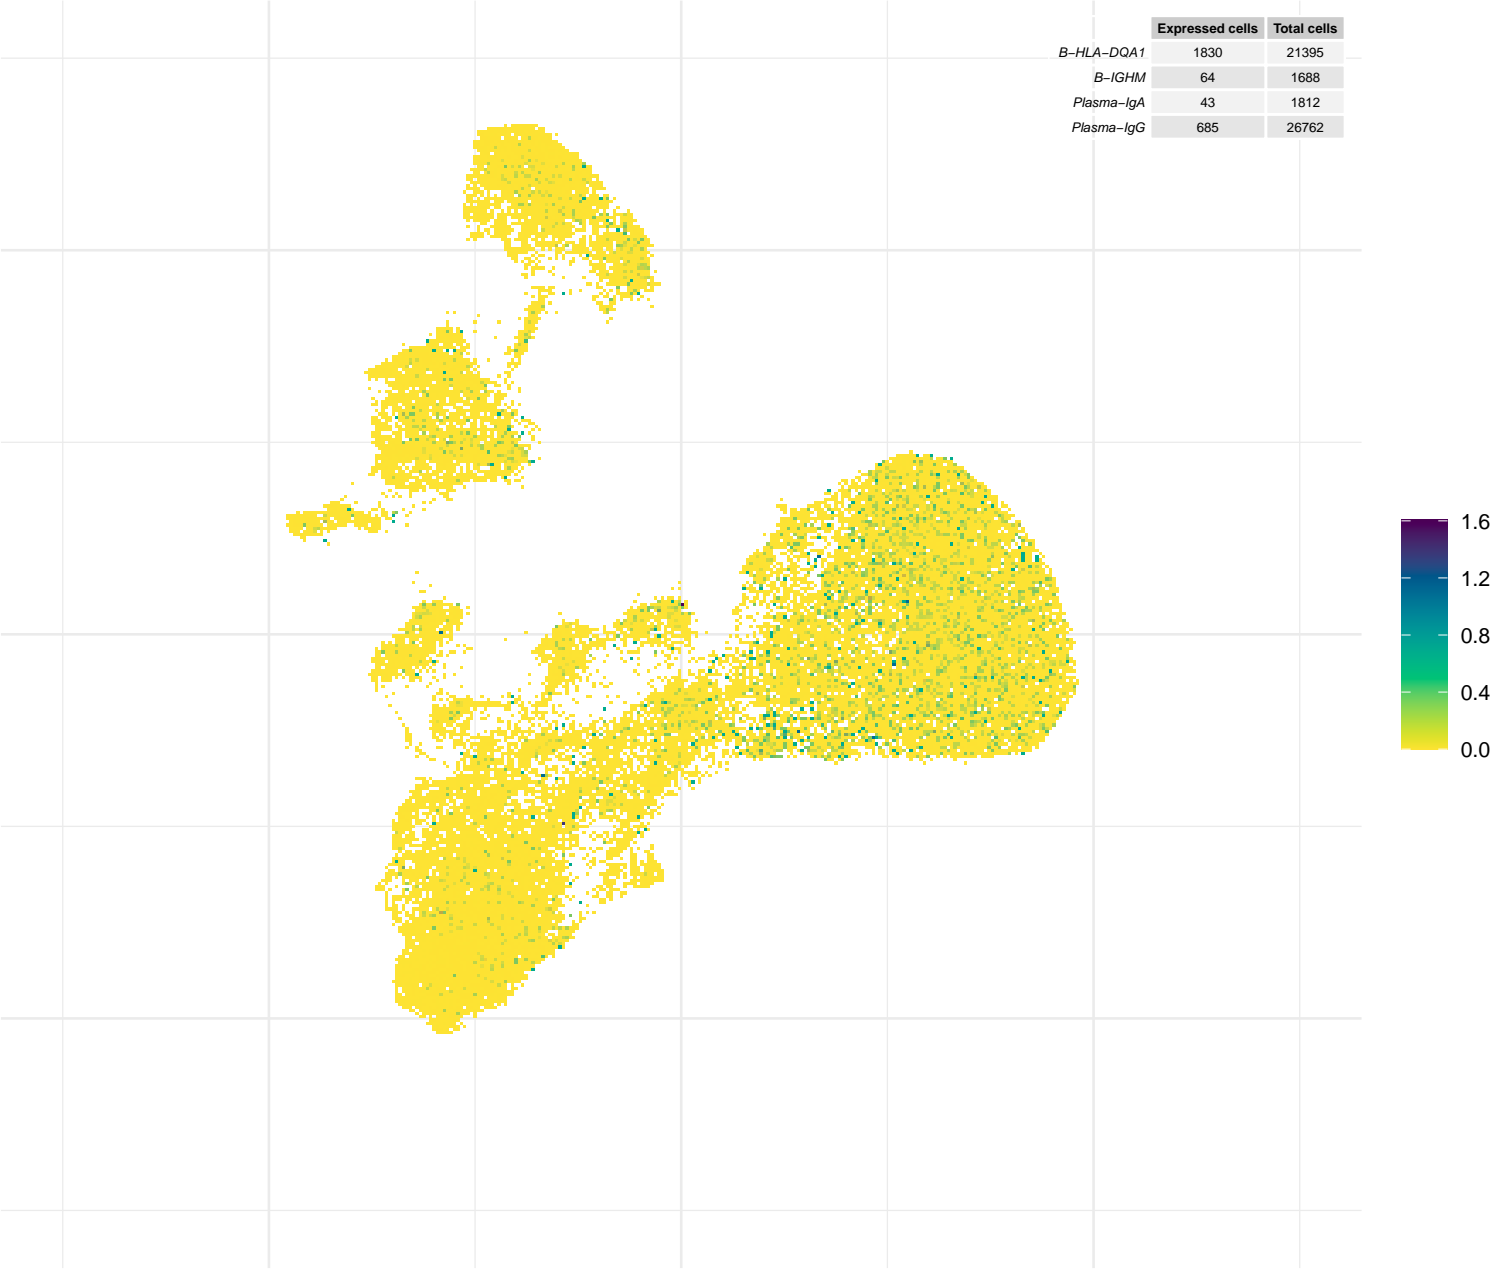 Expressed cells Total cells
B−HLA−DQA1 1830 21395
B−IGHM 64 1688
Plasma−IgA 43 1812
Plasma−IgG 685 26762
1.6
1.2
0.8
0.4
0.0